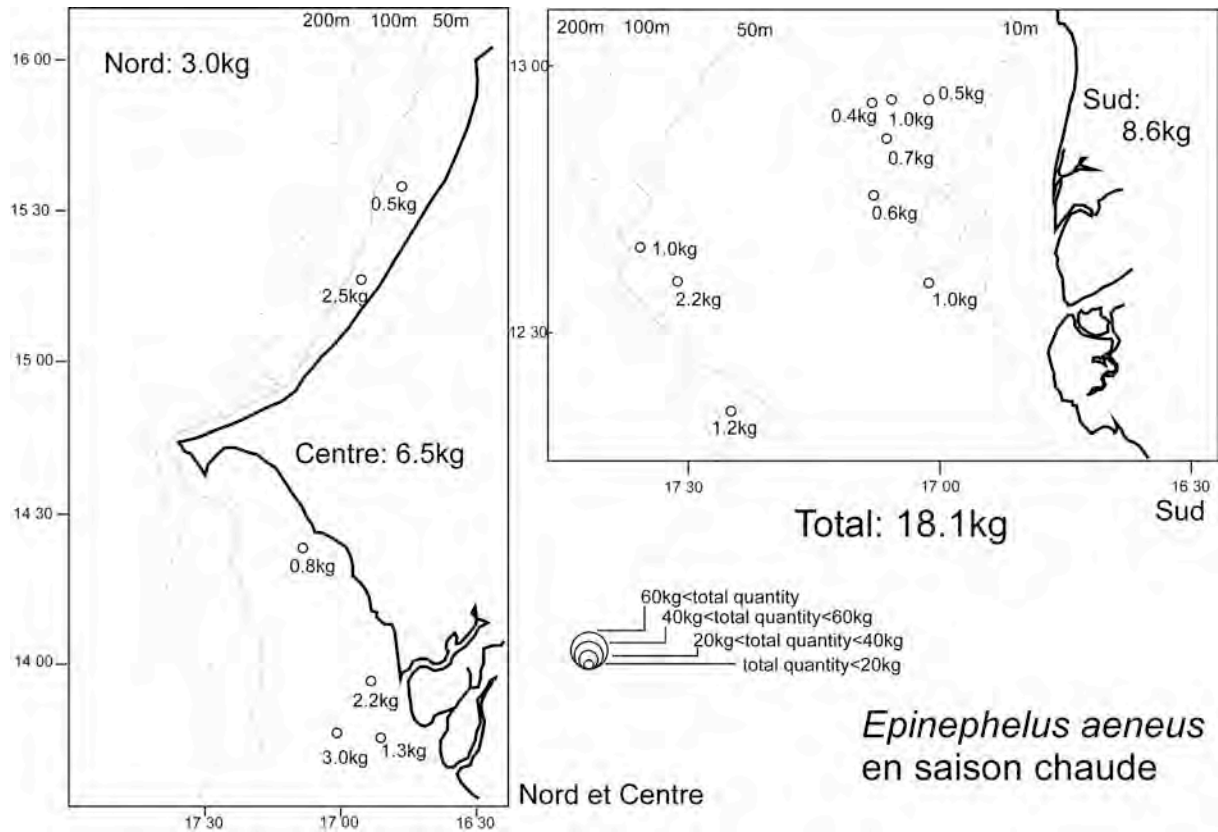 200m 100m 50m
16 00
Nord: 3.0kg
0.5kg
15 30
2.5kg
15 00
Centre: 6.5kg
14 30
0.8kg
14 00
2.2kg
3.0kg 1.3kg
17 30 17 00 16 30
Nord et Centre
200m 100m 50m 10m
13 00
Sud:
8.6kg
0.5kg
0.4kg 1.0kg
0.7kg
0.6kg
1.0kg
2.2kg
1.0kg
12 30
1.2kg
17 30 17 00 16 30
Sud
Total: 18.1kg
60kg<total quantity
40kg<total quantity<60kg
20kg<total quantity<40kg
total quantity<20kg
Epinephelus aeneus
en saison chaude